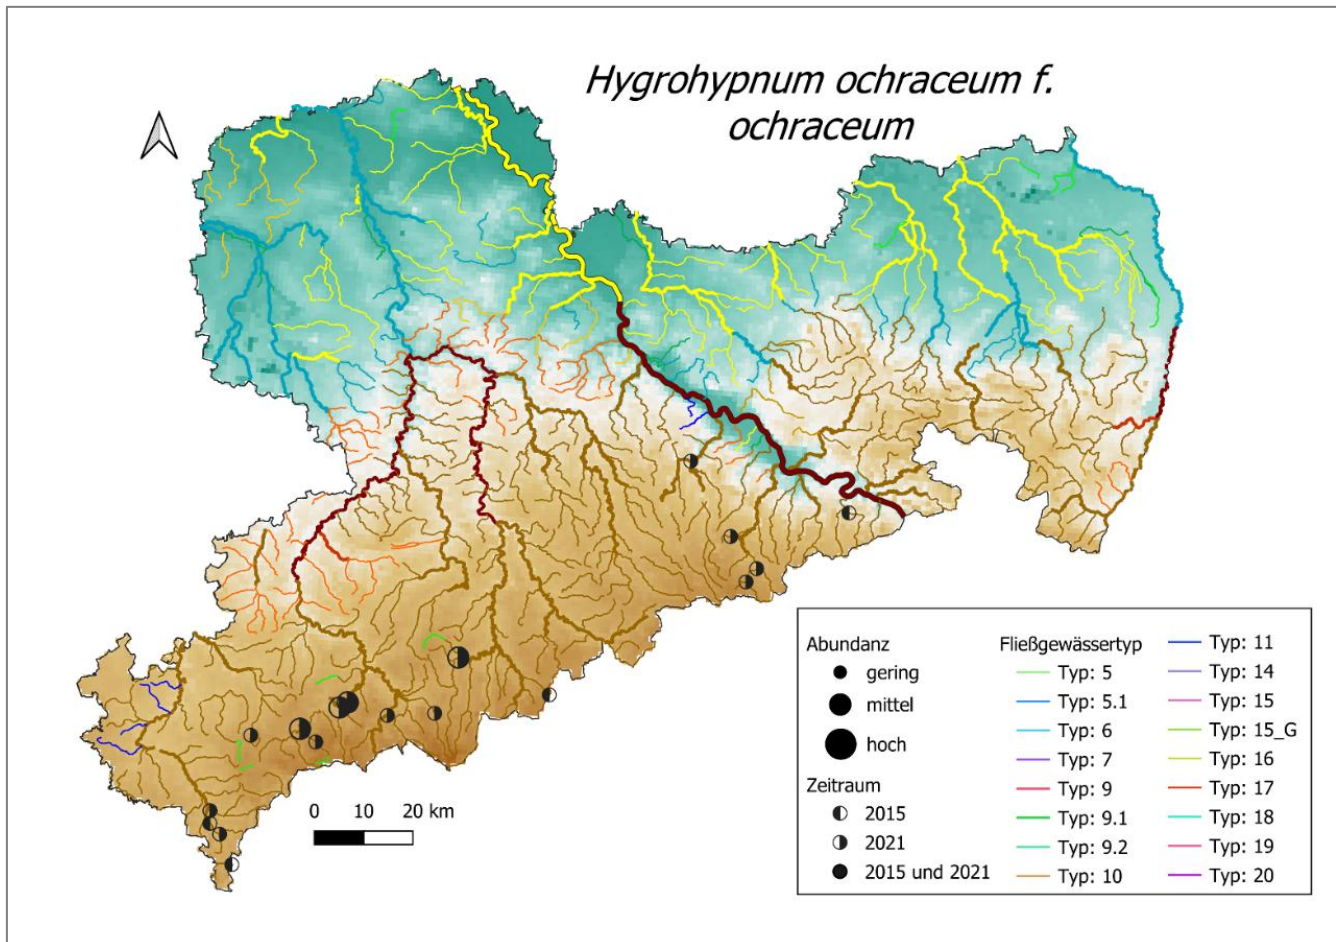 Hygrohypnum ochraceum f.
ochraceum
0 10 20 km
Abundanz
gering
mittel
hoch
Zeitraum
2015
2021
2015 und 2021
Fließgewässertyp
Typ: 5
Typ: 5.1
Typ: 6
Typ: 7
Typ: 9
Typ: 9.1
Typ: 9.2
Typ: 10
Typ: 11
Typ: 14
Typ: 15
Typ: 15_G
Typ: 16
Typ: 17
Typ: 18
Typ: 19
Typ: 20